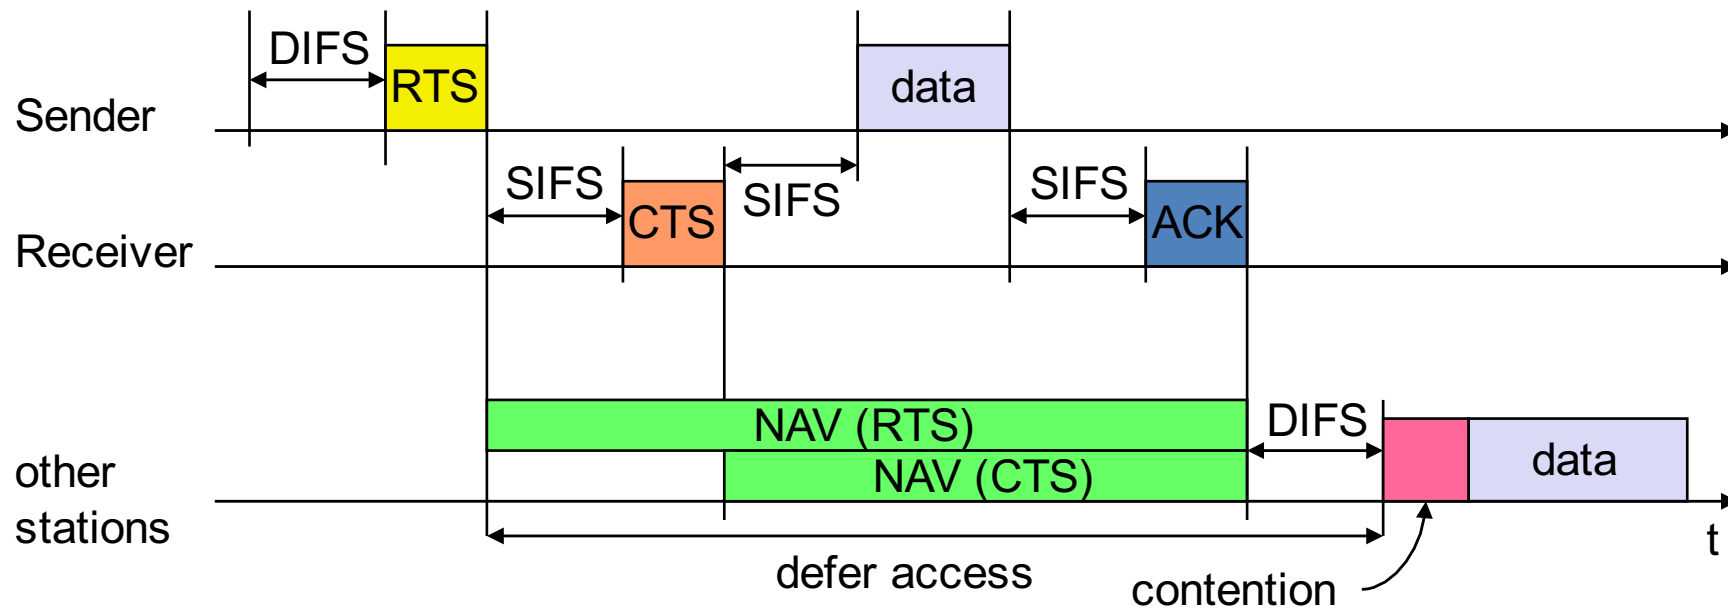 DIFS
RTS
data
Sender
SIFS
CTS
SIFS
SIFS
ACK
Receiver
NAV (RTS)
DIFS
NAV (CTS)
data
other
stations
t
defer access
contention